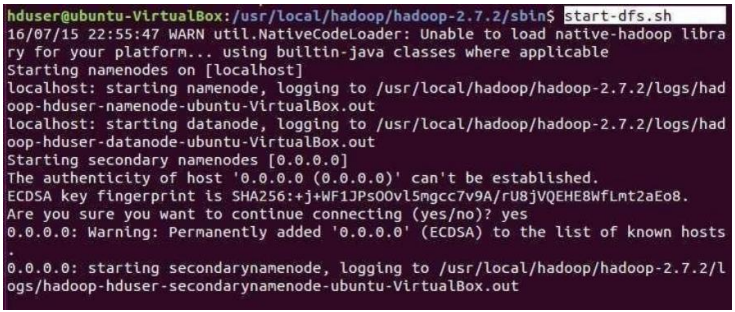 hduser@ubuntu-VirtualBox:/usr/local/hadoop/hadoop-2.7.2/sbin$ start-dfs.sh
16/07/15 22:55:47 WARN util.NativeCodeLoader: Unable to load native-hadoop libra
ry for your platform... using builtin-java classes where applicable
Starting namenodes on [localhost]
localhost: starting namenode, logging to /usr/local/hadoop/hadoop-2.7.2/logs/had
oop-hduser-namenode-ubuntu-VirtualBox.out
localhost: starting datanode, logging to /usr/local/hadoop/hadoop-2.7.2/logs/had
oop-hduser-datanode-ubuntu-VirtualBox.out
Starting secondary namenodes [0.0.0.0]
The authenticity of host '0.0.0.0 (0.0.0.0)' can't be established.
ECDSA key fingerprint is SHA256:+j+WF1JPsOOvl5mgcc7v9A/rU8jVQEHE8WfLmt2aEo8.
Are you sure you want to continue connecting (yes/no)? yes
0.0.0.0: Warning: Permanently added '0.0.0.0' (ECDSA) to the list of known hosts
.
0.0.0.0: starting secondarynamenode, logging to /usr/local/hadoop/hadoop-2.7.2/l
ogs/hadoop-hduser-secondarynamenode-ubuntu-VirtualBox.out